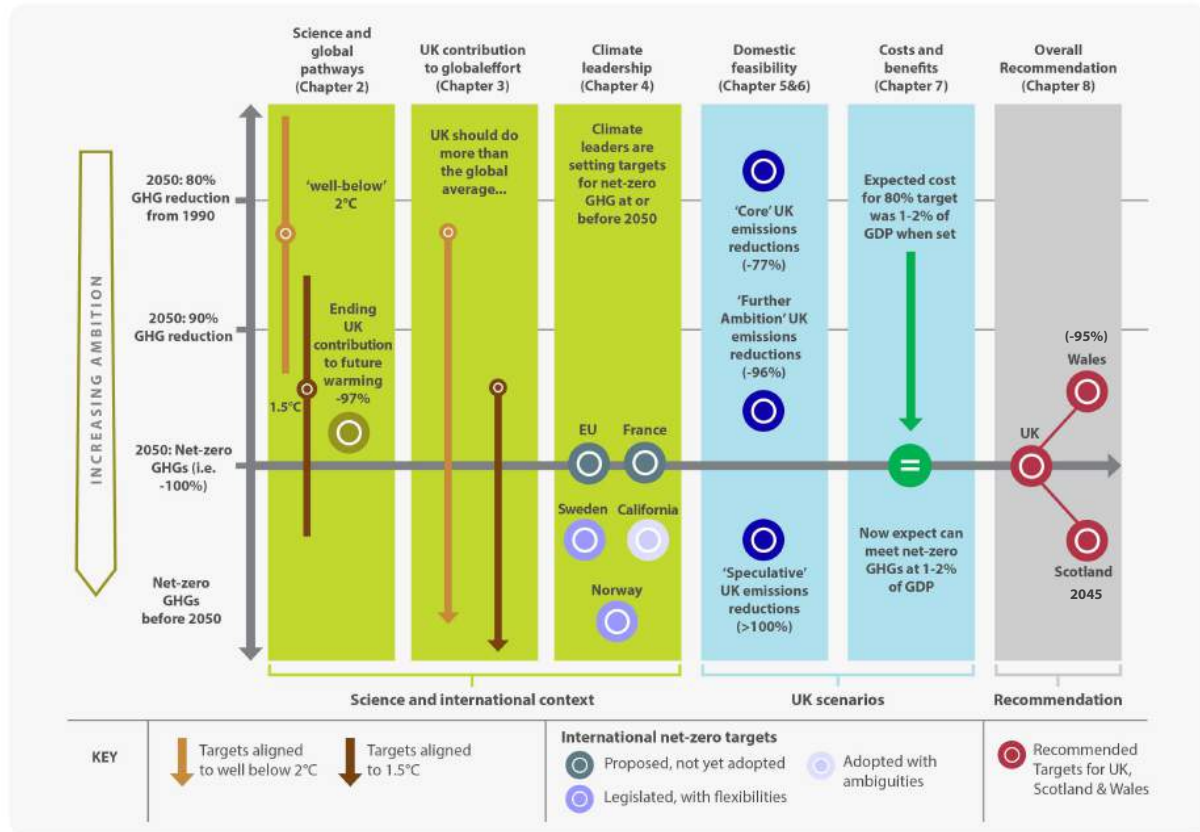 Science and
global
pathways
(Chapter 2)
UK contribution
to globaleffort
(Chapter 3)
Climate
leadership
(Chapter 4)
Domestic
feasibility
(Chapter 5&6)
Costs and
benefits
(Chapter 7)
Overall
Recommendation
(Chapter 8)
INCREASING AMBITION
2050: 80%
GHG reduction
from 1990
2050: 90%
GHG reduction
2050: Net-zero
GHGs (i.e.
-100%)
Net-zero
GHGs
before 2050
‘well-below’
2°C
1.5°C
Ending
UK
contribution
to future
warming
-97%
UK should do
more than
the global
average...
Climate
leaders are
setting targets
for net-zero
GHG at or
before 2050
EU
France
Sweden
California
Norway
‘Core’ UK
emissions
reductions
(-77%)
‘Further
Ambition’ UK
emissions
reductions
(-96%)
‘Speculative’
UK emissions
reductions
(>100%)
Expected cost
for 80% target
was 1-2% of
GDP when set
=
Now expect can
meet net-zero
GHGs at 1-2%
of GDP
(-95%)
Wales
UK
Scotland
2045
Science and international context
UK scenarios
Recommendation
KEY
Targets aligned
to well below 2°C
Targets aligned
to 1.5°C
International net-zero targets
Proposed, not yet adopted
Legislated, with flexibilities
Adopted with
ambiguities
Recommended
Targets for UK,
Scotland & Wales